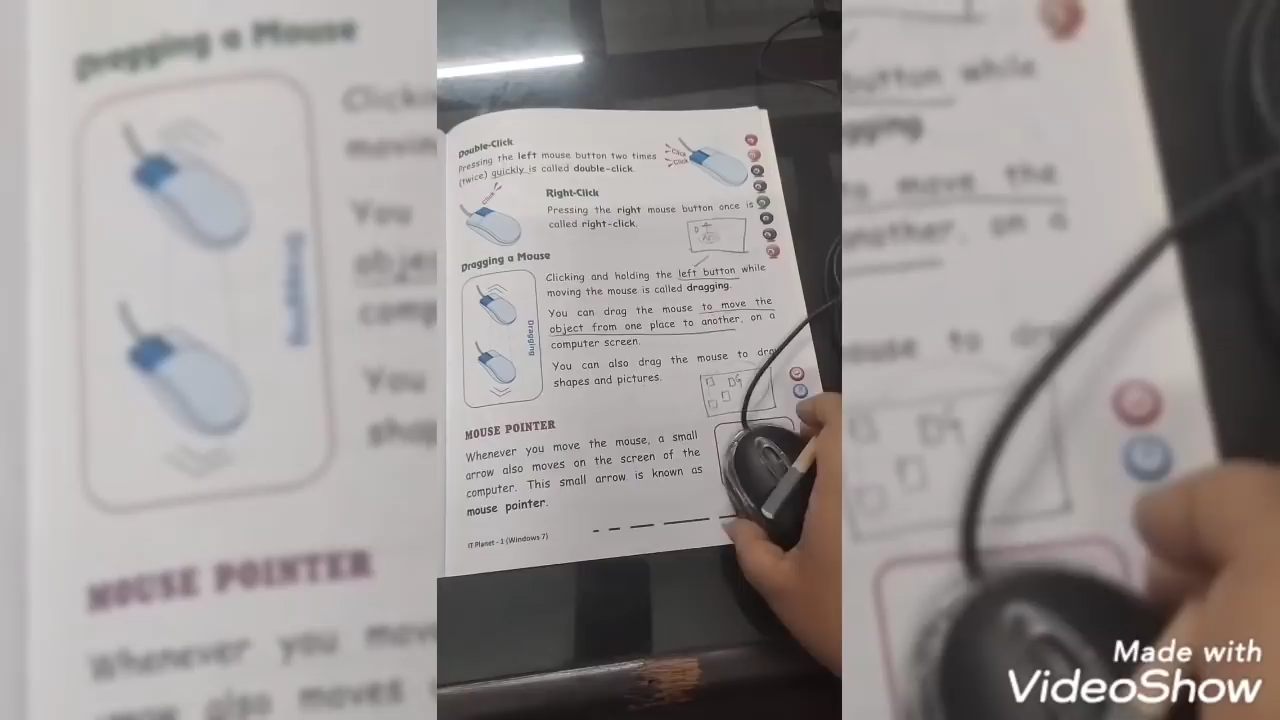 Double-Click
Pressing the left mouse button two times
(twice) quickly is called double-click.
Click
Click
Click
Right-Click
Pressing the right mouse button once is
called right-click.
Dragging a Mouse
Clicking and holding the left button while
moving the mouse is called dragging.
You can drag the mouse to move the
object from one place to another, on a
computer screen.
Dragging
You can also drag the mouse to
shapes and pictures.
MOUSE POINTER
Whenever you move the mouse, a small
arrow also moves on the screen of the
computer. This small arrow is known as
mouse pointer.
IT Planet - 1 (Windows 7)
Made with
VideoShow